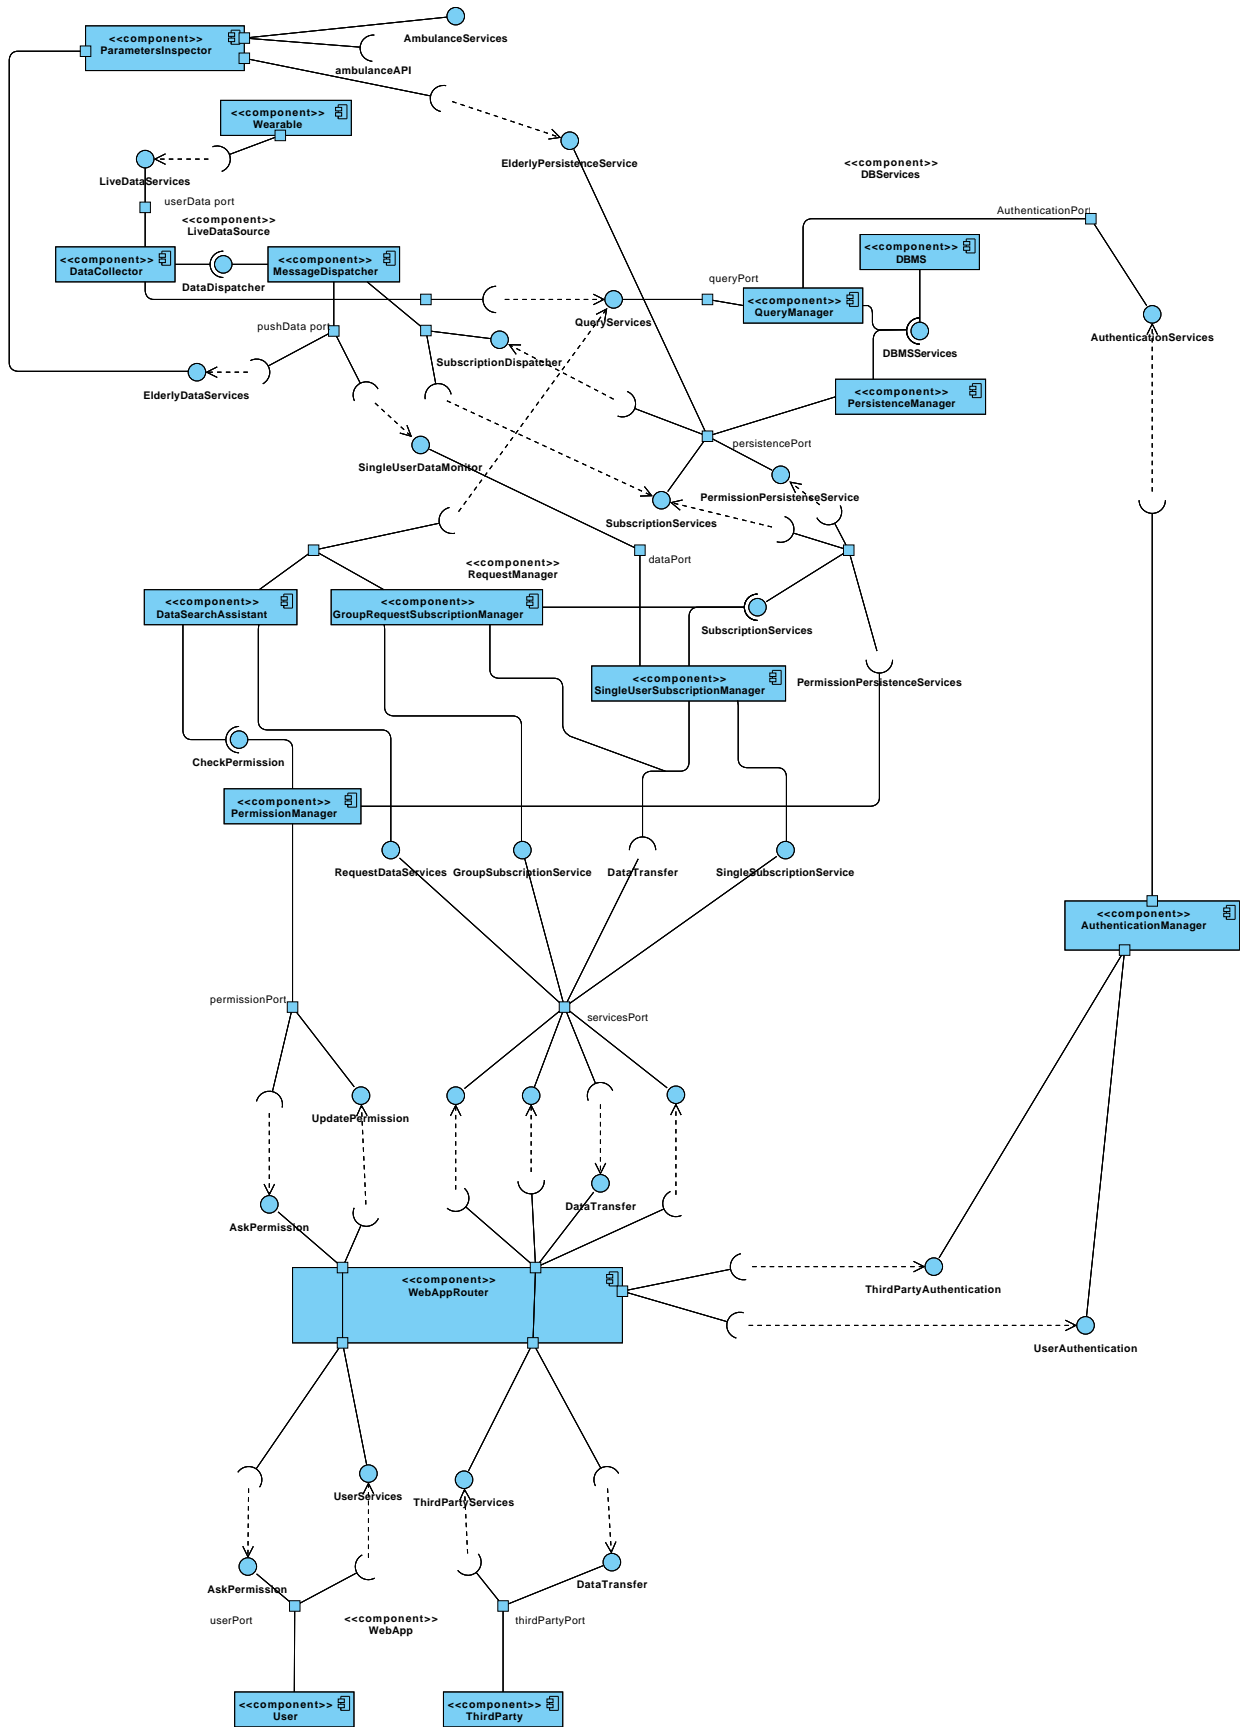 <<component>>
ParametersInspector
AmbulanceServices
ambulanceAPI
<<component>>
Wearable
ElderlyPersistenceService
<<component>>
DBServices
LiveDataServices
userData port
<<component>>
LiveDataSource
AuthenticationPort
<<component>>
DataCollector
<<component>>
MessageDispatcher
<<component>>
DBMS
DataDispatcher
queryPort
<<component>>
QueryManager
QueryServices
pushData port
AuthenticationServices
DBMSServices
SubscriptionDispatcher
ElderlyDataServices
<<component>>
PersistenceManager
persistencePort
SingleUserDataMonitor
PermissionPersistenceService
SubscriptionServices
dataPort
<<component>>
RequestManager
<<component>>
DataSearchAssistant
<<component>>
GroupRequestSubscriptionManager
SubscriptionServices
<<component>>
SingleUserSubscriptionManager
PermissionPersistenceServices
CheckPermission
<<component>>
PermissionManager
RequestDataServices
GroupSubscriptionService
DataTransfer
SingleSubscriptionService
<<component>>
AuthenticationManager
permissionPort
servicesPort
UpdatePermission
DataTransfer
AskPermission
<<component>>
WebAppRouter
ThirdPartyAuthentication
UserAuthentication
UserServices
ThirdPartyServices
AskPermission
DataTransfer
userPort
<<component>>
WebApp
thirdPartyPort
<<component>>
User
<<component>>
ThirdParty